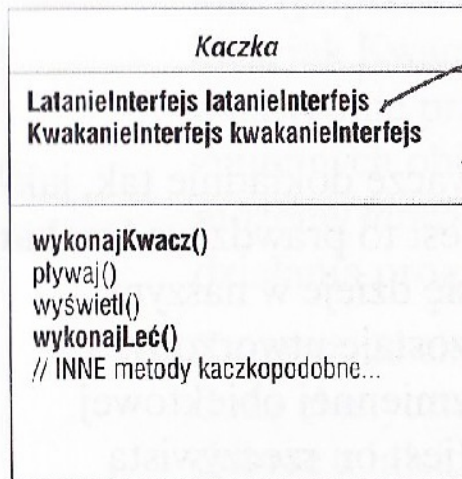 Kaczka
LatanieInterfejs latanieInterfejs
KwakanieInterfejs kwakanieInterfejs
wykonajKwacz()
pływaj()
wyświetl()
wykonajLeć()
// INNE metody kaczkopodobne...